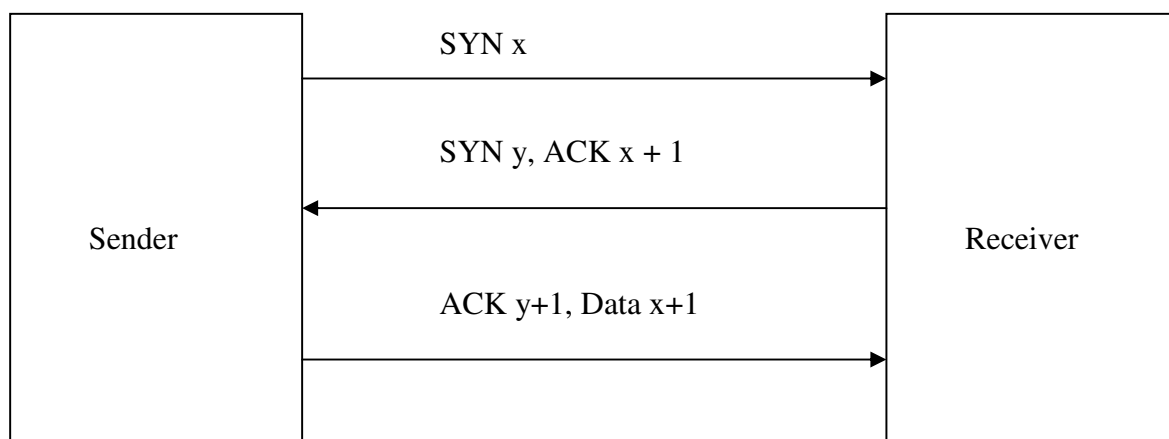 SYN x
SYN y, ACK x + 1
Sender
Receiver
ACK y+1, Data x+1